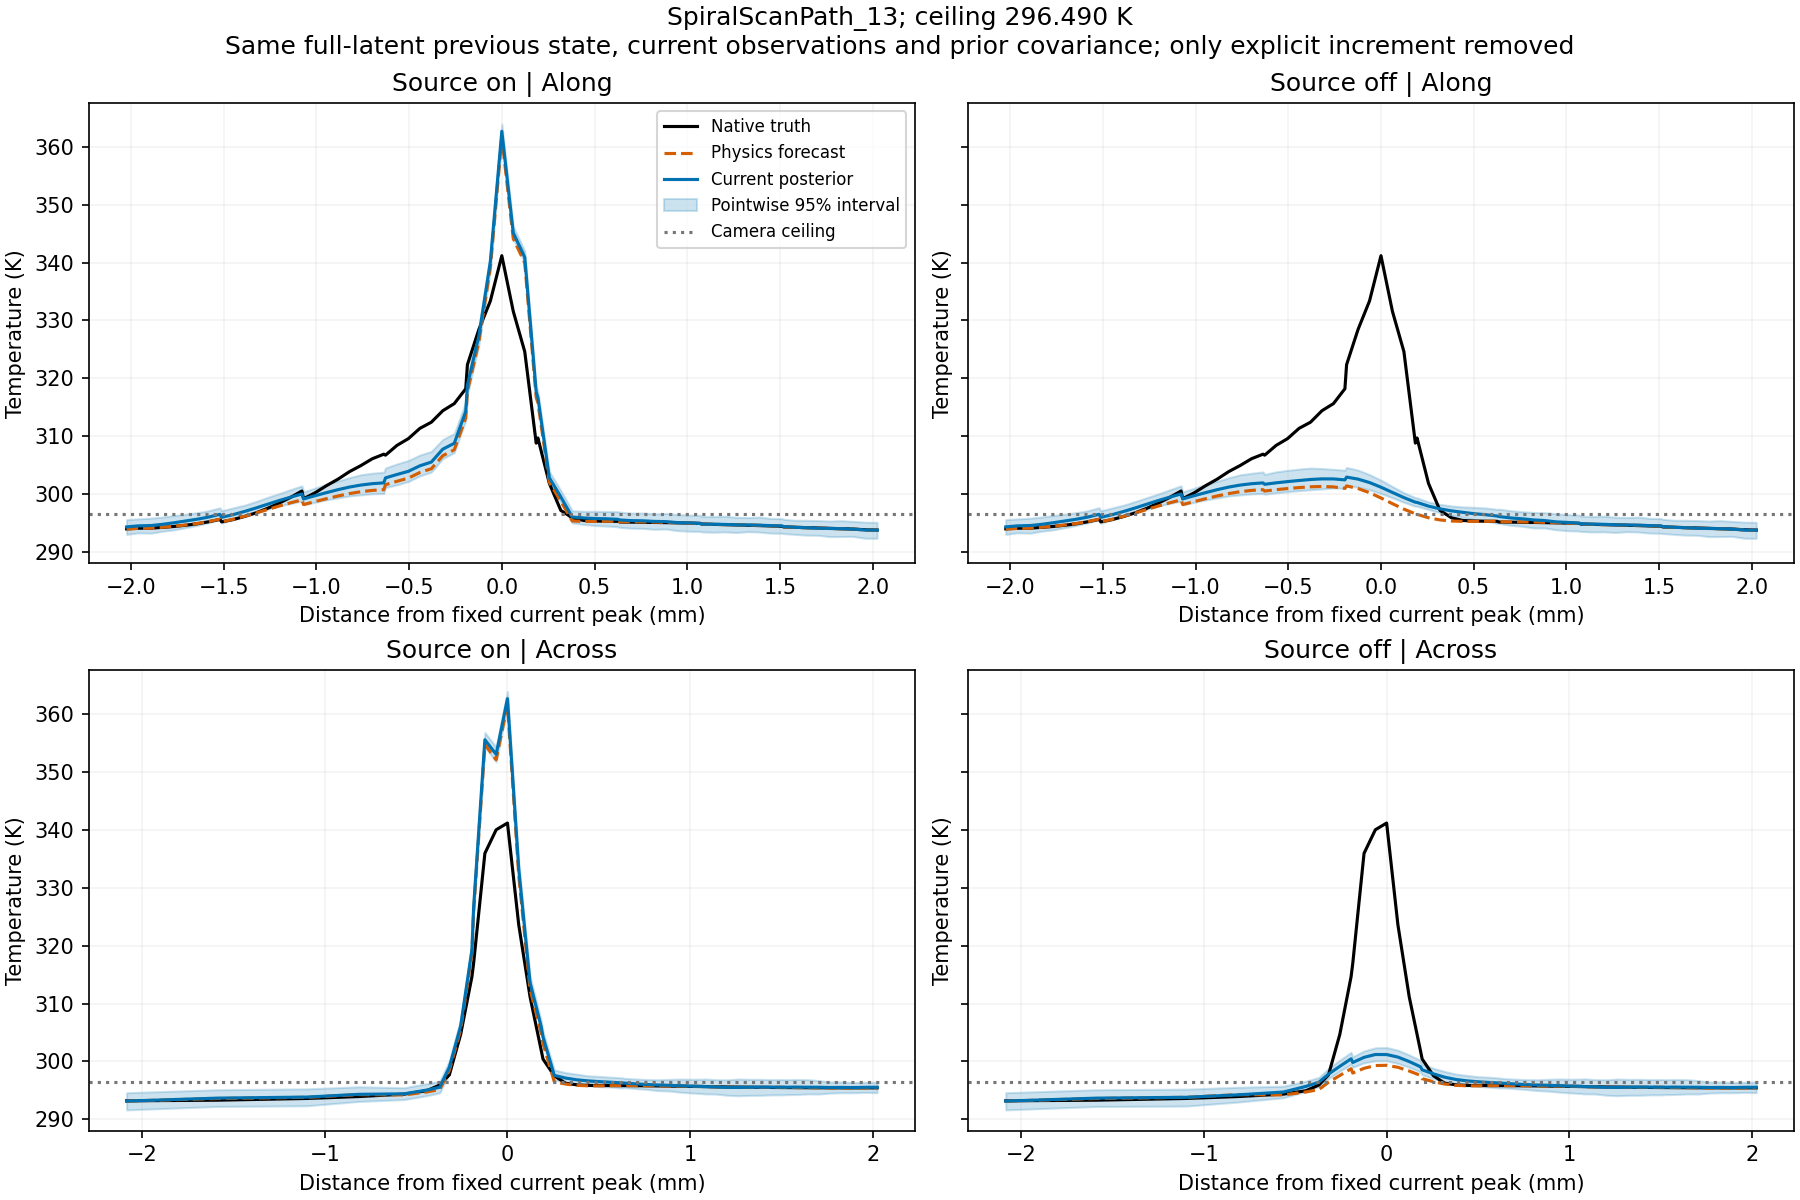 SpiralScanPath_13; ceiling 296.490 K
Same full-latent previous state, current observations and prior covariance; only explicit increment removed
Source on | Along
Native truth
Physics forecast
Current posterior
Pointwise 95% interval
Camera ceiling
Temperature (K)
360
350
340
330
320
310
300
290
−2.0 −1.5 −1.0 −0.5 0.0 0.5 1.0 1.5 2.0
Distance from fixed current peak (mm)
Source off | Along
Temperature (K)
−2.0 −1.5 −1.0 −0.5 0.0 0.5 1.0 1.5 2.0
Distance from fixed current peak (mm)
Source on | Across
Temperature (K)
360
350
340
330
320
310
300
290
−2 −1 0 1 2
Distance from fixed current peak (mm)
Source off | Across
Temperature (K)
−2 −1 0 1 2
Distance from fixed current peak (mm)